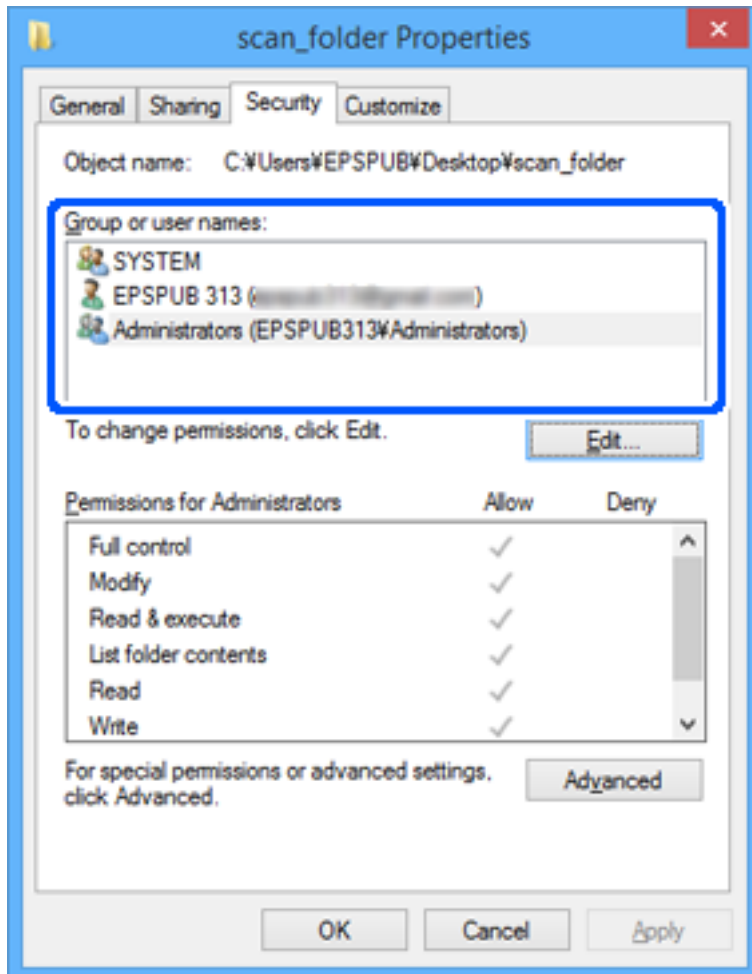 scan_folder Properties
General Sharing Security Customize
Object name: C:¥Users¥EPSPUB¥Desktop¥scan_folder
Group or user names:
SYSTEM
EPSPUB 313 ( )
Administrators (EPSPUB313¥Administrators)
To change permissions, click Edit.
Edit...
Permissions for Administrators Allow Deny
Full control
Modify
Read & execute
List folder contents
Read
Write
For special permissions or advanced settings,
click Advanced.
Advanced
OK Cancel Apply